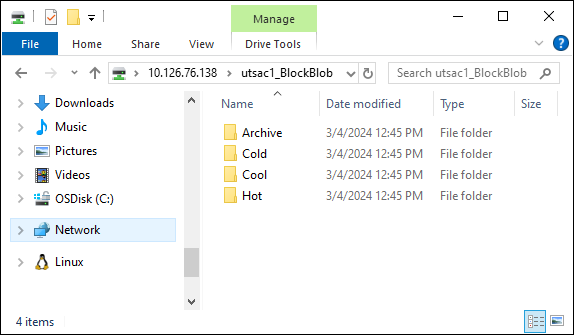 Manage
File Home Share View Drive Tools
10.126.76.138 utsac1_BlockBlob Search utsac1_BlockBlob
Downloads
Music
Pictures
Videos
OSDisk (C:)
Network
Linux
Name Date modified Type Size
Archive 3/4/2024 12:45 PM File folder
Cold 3/4/2024 12:45 PM File folder
Cool 3/4/2024 12:45 PM File folder
Hot 3/4/2024 12:45 PM File folder
4 items